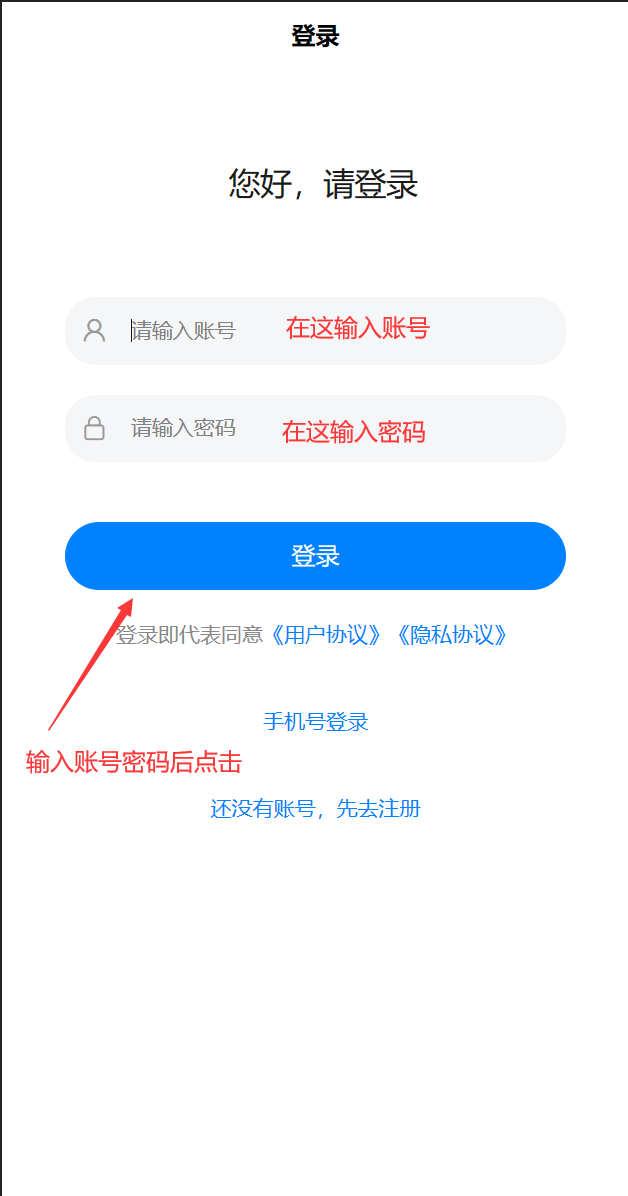 登录
您好，请登录
请输入账号 在这输入账号
请输入密码 在这输入密码
登录
登录即代表同意《用户协议》《隐私协议》
手机号登录
输入账号密码后点击
还没有账号，先去注册